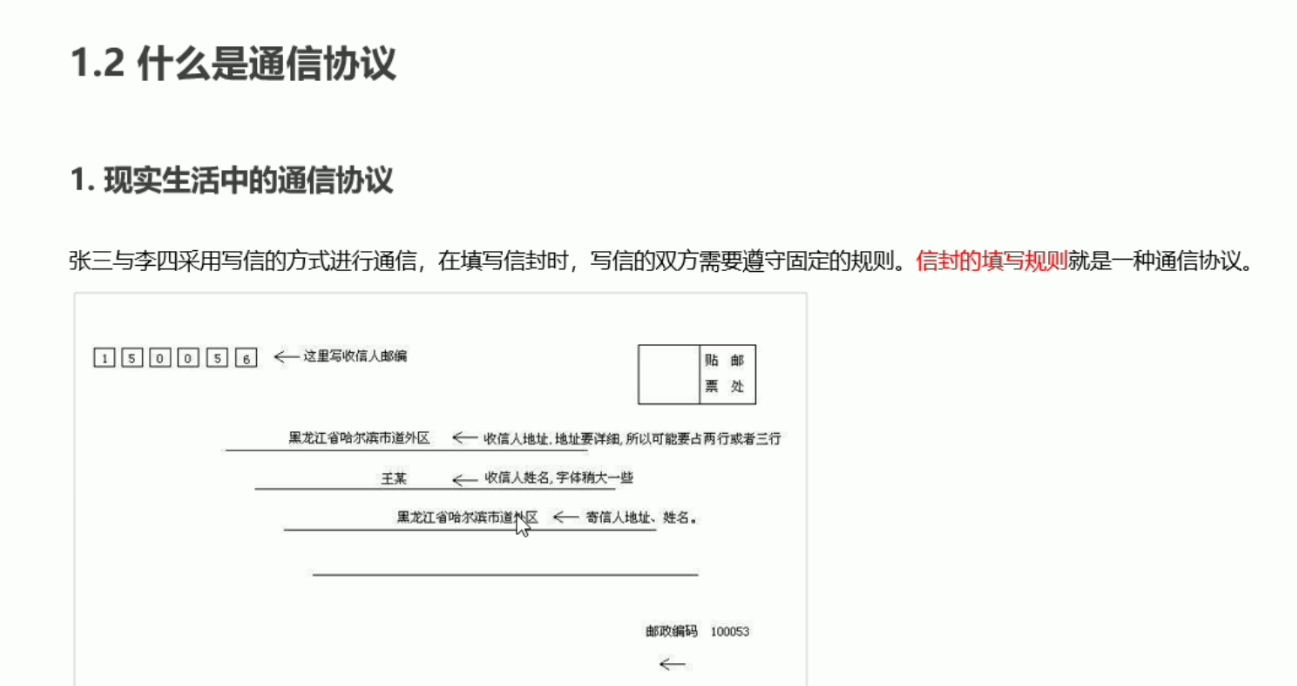 1.2 什么是通信协议
1. 现实生活中的通信协议
张三与李四采用写信的方式进行通信，在填写信封时，写信的双方需要遵守固定的规则。信封的填写规则就是一种通信协议。
1 5 0 0 5 6 ← 这里写收信人邮编
贴 邮
票 处
黑龙江省哈尔滨市道外区 ← 收信人地址.地址要详细,所以可能要占两行或者三行
王某 ← 收信人姓名,字体稍大一些
黑龙江省哈尔滨市道外区 ← 寄信人地址、姓名。
邮政编码 100053
←